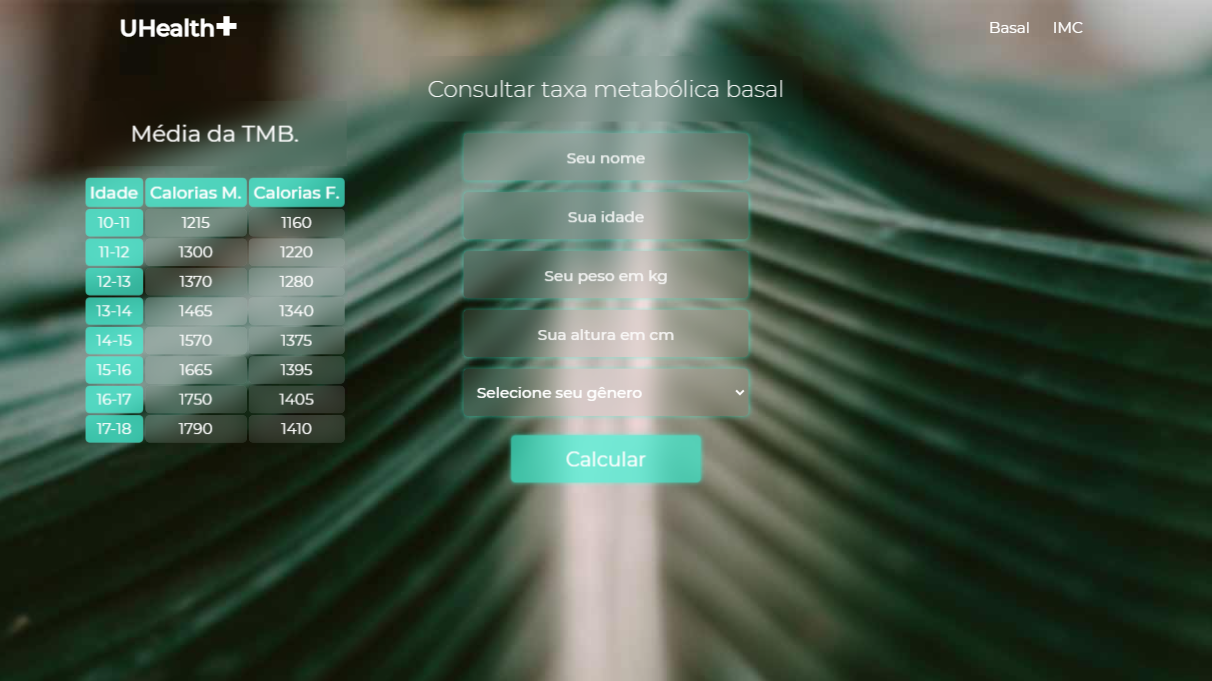 UHealth+
Basal IMC
Consultar taxa metabólica basal
Média da TMB.
Idade Calorias M. Calorias F.
10-11 1215 1160
11-12 1300 1220
12-13 1370 1280
13-14 1465 1340
14-15 1570 1375
15-16 1665 1395
16-17 1750 1405
17-18 1790 1410
Seu nome
Sua idade
Seu peso em kg
Sua altura em cm
Selecione seu gênero
Calcular